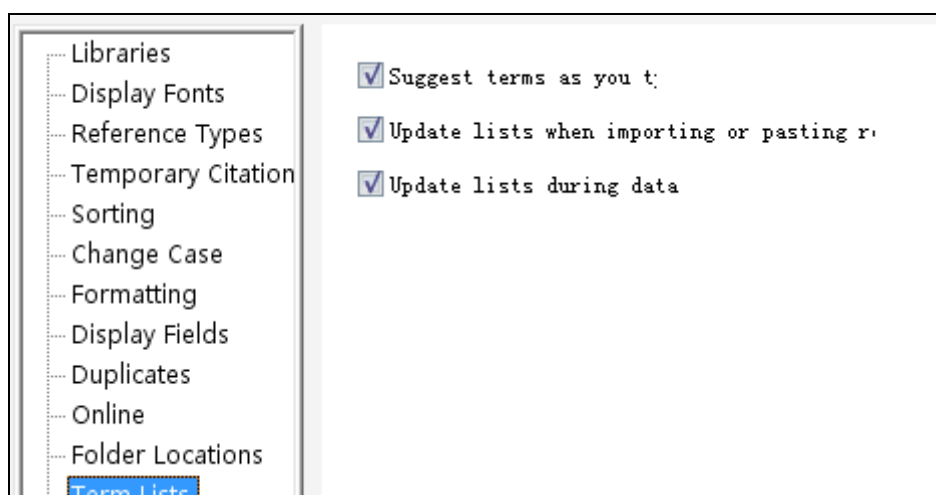 Libraries
Display Fonts
Reference Types
Temporary Citation
Sorting
Change Case
Formatting
Display Fields
Duplicates
Online
Folder Locations
Term Lists
Suggest terms as you
Update lists when importing or pasting
Update lists during data